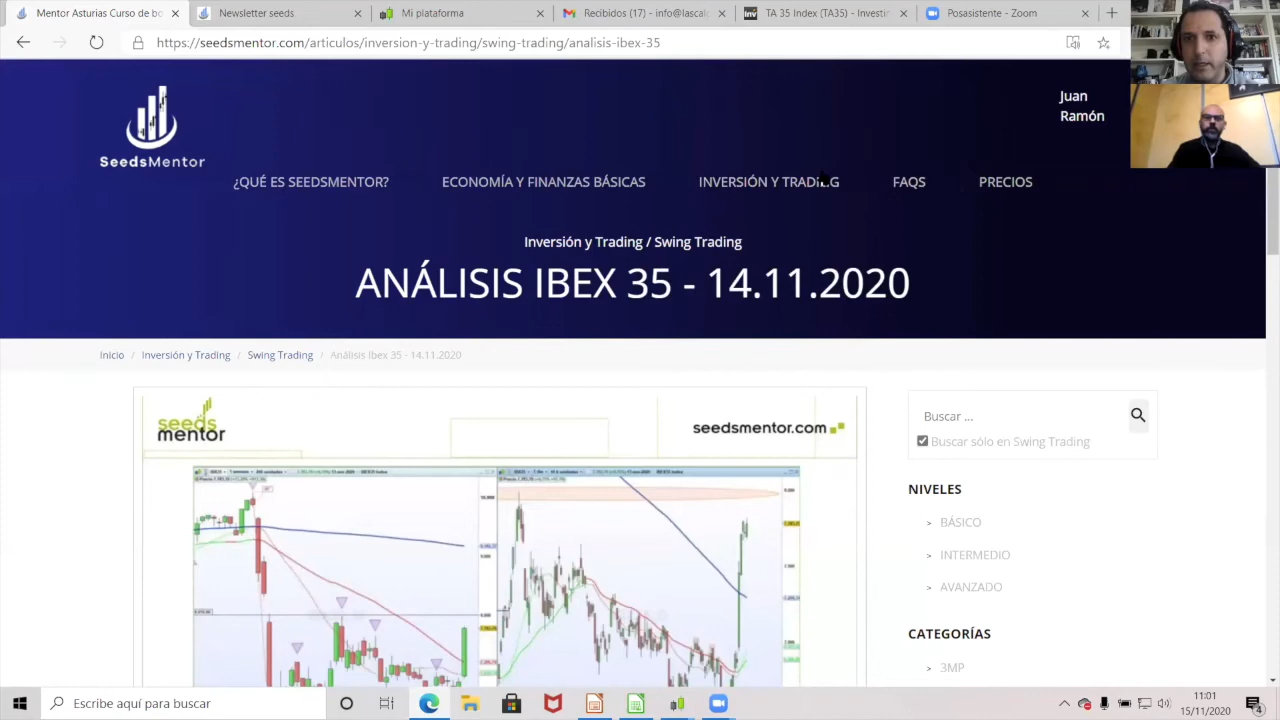 Mentor Asturias Curso de bo
Newsletter seeds
Mi plataforma
Recibidos (17) - info@lascal
TA 35 Index (TA35) - Investi
Posasistente - Zoom
https://seedsmentor.com/articulos/inversion-y-trading/swing-trading/analisis-ibex-35
Juan
Ramón
SeedsMentor
¿QUÉ ES SEEDSMENTOR?
ECONOMÍA Y FINANZAS BÁSICAS
INVERSIÓN Y TRADING
FAQS
PRECIOS
Inversión y Trading / Swing Trading
ANÁLISIS IBEX 35 - 14.11.2020
Inicio / Inversión y Trading / Swing Trading / Análisis Ibex 35 - 14.11.2020
seeds
mentor
seedsmentor.com
Buscar ...
Buscar sólo en Swing Trading
NIVELES
> BÁSICO
> INTERMEDIO
> AVANZADO
CATEGORÍAS
> 3MP
Escribe aquí para buscar
11:01
15/11/2020
4